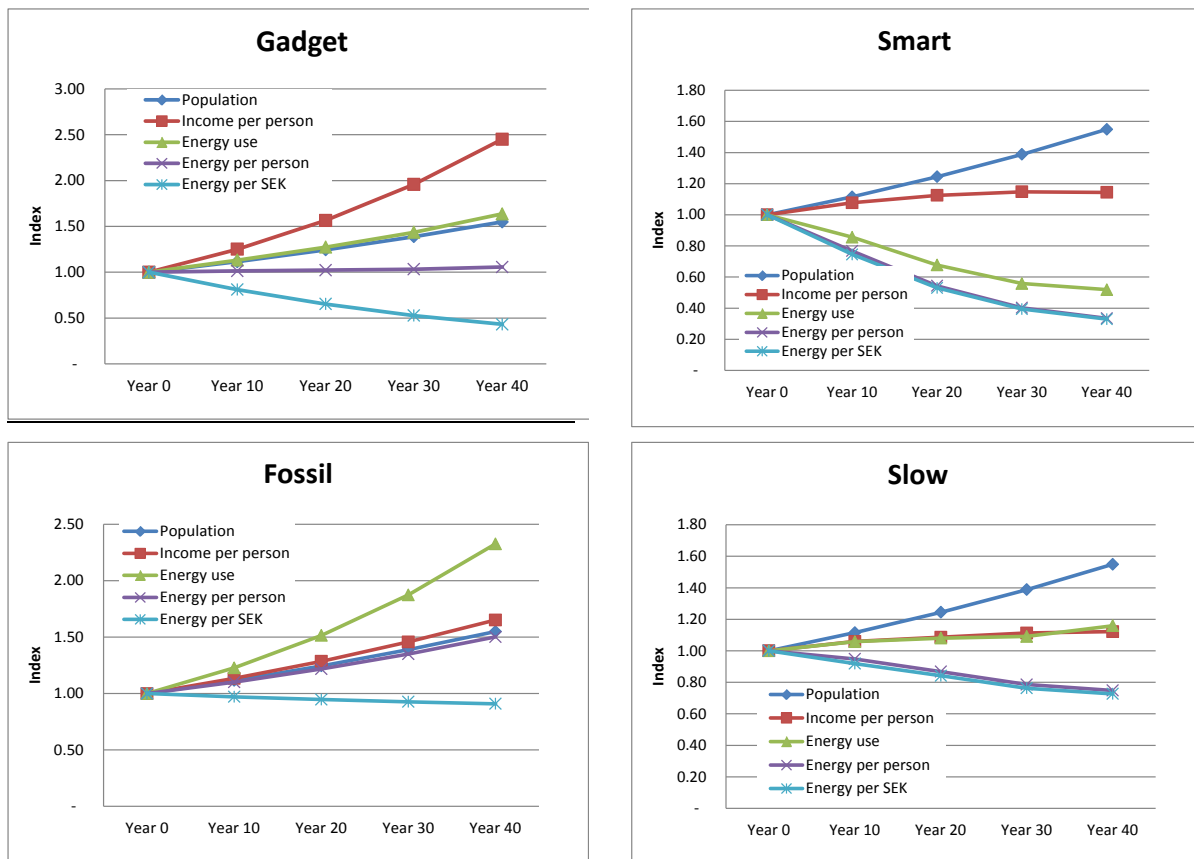 Gadget
3.00
2.50
2.00
1.50
1.00
0.50
-
Index
Population
Income per person
Energy use
Energy per person
Energy per SEK
Year 0 Year 10 Year 20 Year 30 Year 40
Smart
1.80
1.60
1.40
1.20
1.00
0.80
0.60
0.40
0.20
-
Index
Population
Income per person
Energy use
Energy per person
Energy per SEK
Year 0 Year 10 Year 20 Year 30 Year 40
Fossil
2.50
2.00
1.50
1.00
0.50
-
Index
Population
Income per person
Energy use
Energy per person
Energy per SEK
Year 0 Year 10 Year 20 Year 30 Year 40
Slow
1.80
1.60
1.40
1.20
1.00
0.80
0.60
0.40
0.20
-
Index
Population
Income per person
Energy use
Energy per person
Energy per SEK
Year 0 Year 10 Year 20 Year 30 Year 40